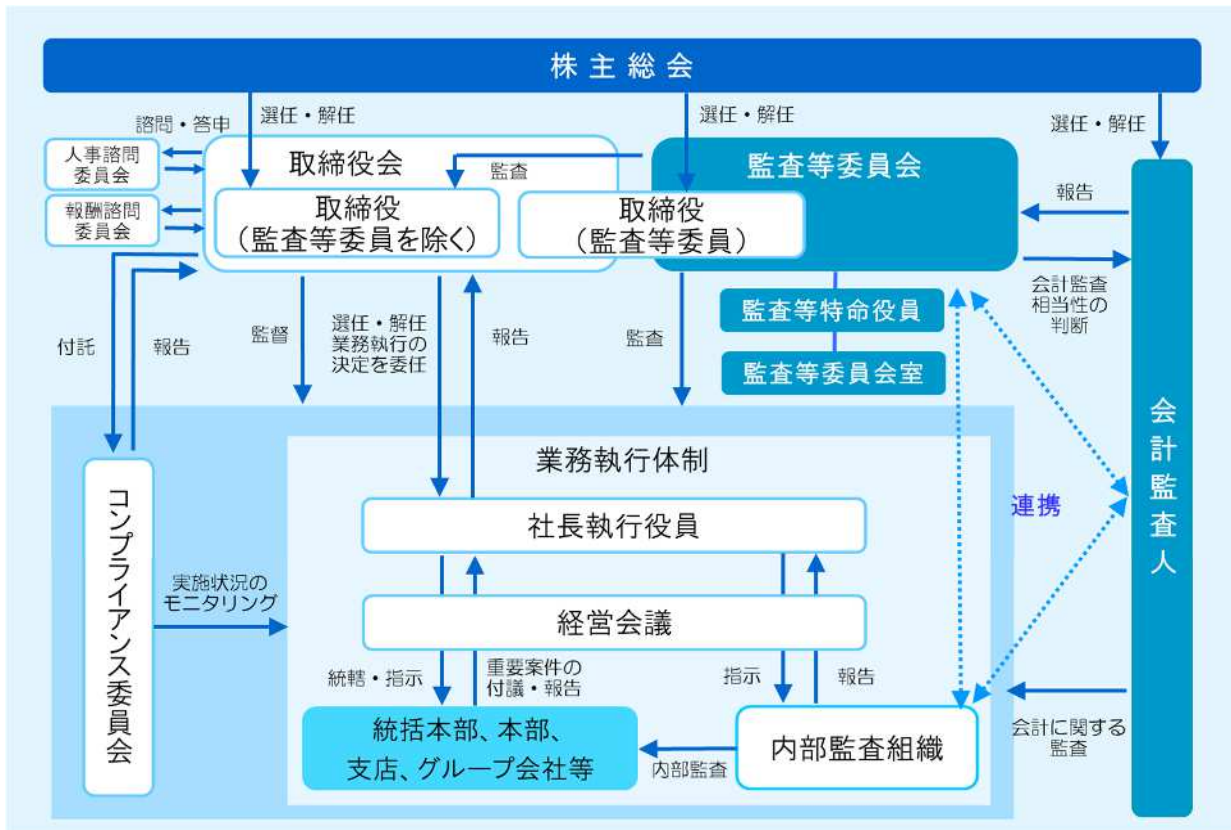 株主総会
諮問・答申
選任・解任
選任・解任
選任・解任
人事諮問
委員会
報酬諮問
委員会
取締役会
監査
監査等委員会
取締役
（監査等委員を除く）
取締役
（監査等委員）
報告
会計監査
相当性の
判断
監査等特命役員
監査等委員会室
付託
報告
監督
選任・解任
業務執行の
決定を委任
報告
監査
会計監査人
業務執行体制
社長執行役員
連携
コンプライアンス委員会
実施状況の
モニタリング
経営会議
統轄・指示
重要案件の
付議・報告
指示
報告
統括本部、本部、
支店、グループ会社等
内部監査
内部監査組織
会計に関する
監査